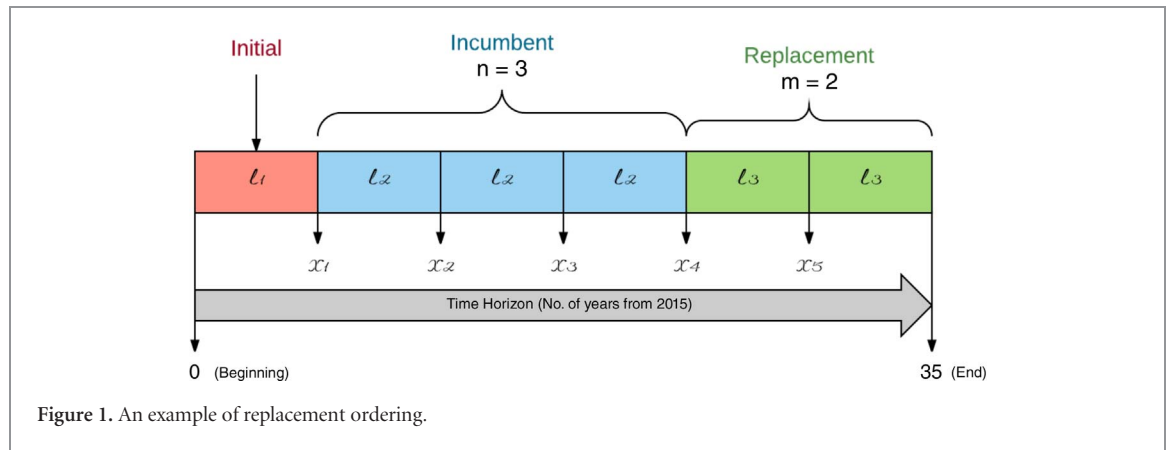 Initial
Incumbent
n = 3
Replacement
m = 2
ℓ1 ℓ2 ℓ2 ℓ2 ℓ3 ℓ3
x1 x2 x3 x4 x5
Time Horizon (No. of years from 2015)
0 (Beginning) 35 (End)
Figure 1. An example of replacement ordering.